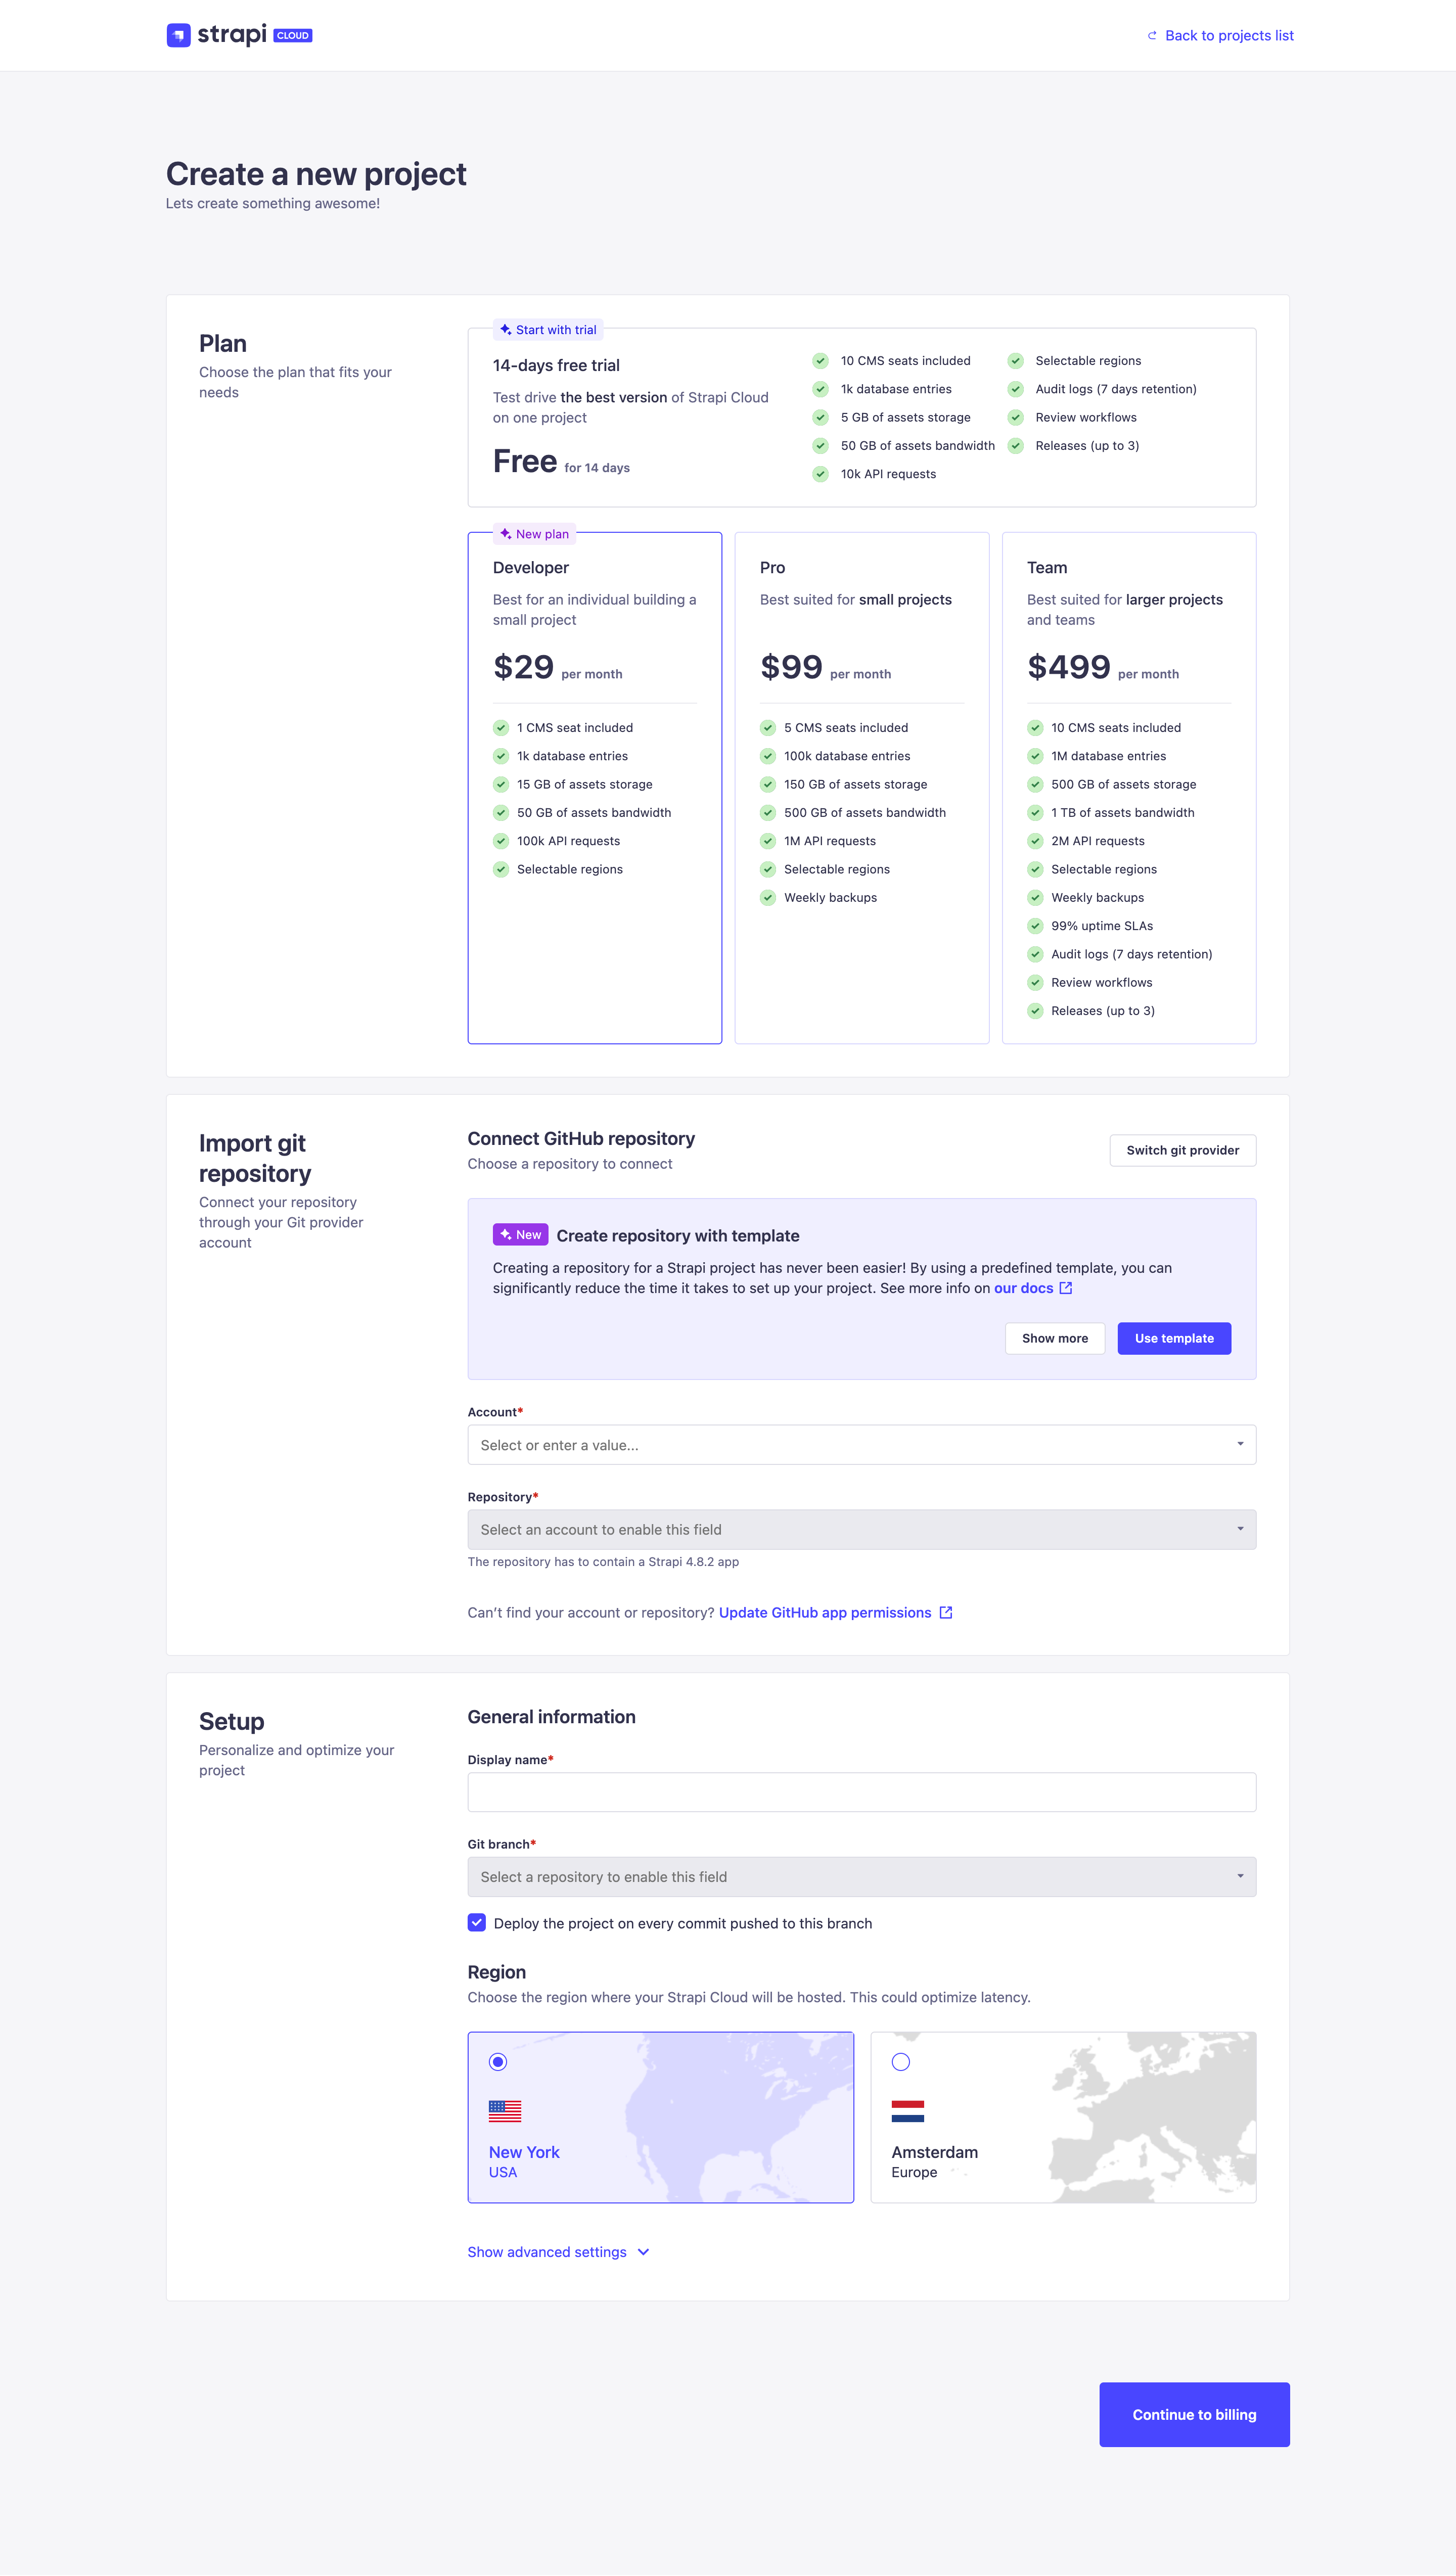 strapi CLOUD
Back to projects list
Create a new project
Lets create something awesome!
Plan
Choose the plan that fits your
needs
Start with trial
14-days free trial
Test drive the best version of Strapi Cloud
on one project
Free for 14 days
10 CMS seats included
1k database entries
5 GB of assets storage
50 GB of assets bandwidth
10k API requests
Selectable regions
Audit logs (7 days retention)
Review workflows
Releases (up to 3)
New plan
Developer
Best for an individual building a
small project
$29 per month
1 CMS seat included
1k database entries
15 GB of assets storage
50 GB of assets bandwidth
100k API requests
Selectable regions
Pro
Best suited for small projects
$99 per month
5 CMS seats included
100k database entries
150 GB of assets storage
500 GB of assets bandwidth
1M API requests
Selectable regions
Weekly backups
Team
Best suited for larger projects
and teams
$499 per month
10 CMS seats included
1M database entries
500 GB of assets storage
1 TB of assets bandwidth
2M API requests
Selectable regions
Weekly backups
99% uptime SLAs
Audit logs (7 days retention)
Review workflows
Releases (up to 3)
Import git
repository
Connect your repository
through your Git provider
account
Connect GitHub repository
Choose a repository to connect
Switch git provider
New Create repository with template
Creating a repository for a Strapi project has never been easier! By using a predefined template, you can
significantly reduce the time it takes to set up your project. See more info on our docs
Show more
Use template
Account*
Select or enter a value...
Repository*
Select an account to enable this field
The repository has to contain a Strapi 4.8.2 app
Can't find your account or repository? Update GitHub app permissions
Setup
Personalize and optimize your
project
General information
Display name*
Git branch*
Select a repository to enable this field
Deploy the project on every commit pushed to this branch
Region
Choose the region where your Strapi Cloud will be hosted. This could optimize latency.
New York
USA
Amsterdam
Europe
Show advanced settings
Continue to billing